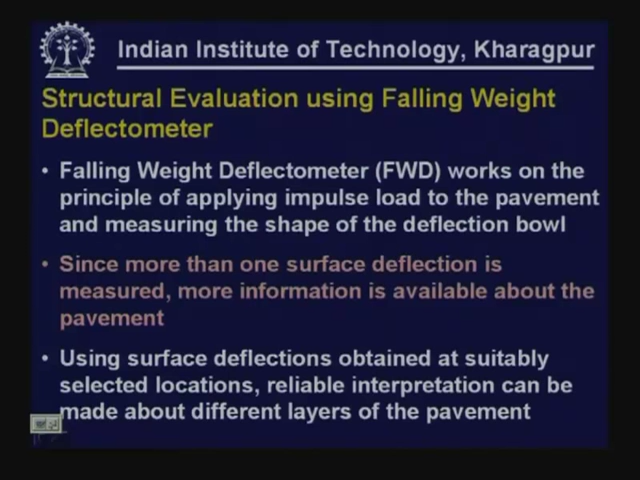 Indian Institute of Technology, Kharagpur
Structural Evaluation using Falling Weight
Deflectometer
• Falling Weight Deflectometer (FWD) works on the
principle of applying impulse load to the pavement
and measuring the shape of the deflection bowl
• Since more than one surface deflection is
measured, more information is available about the
pavement
• Using surface deflections obtained at suitably
selected locations, reliable interpretation can be
made about different layers of the pavement